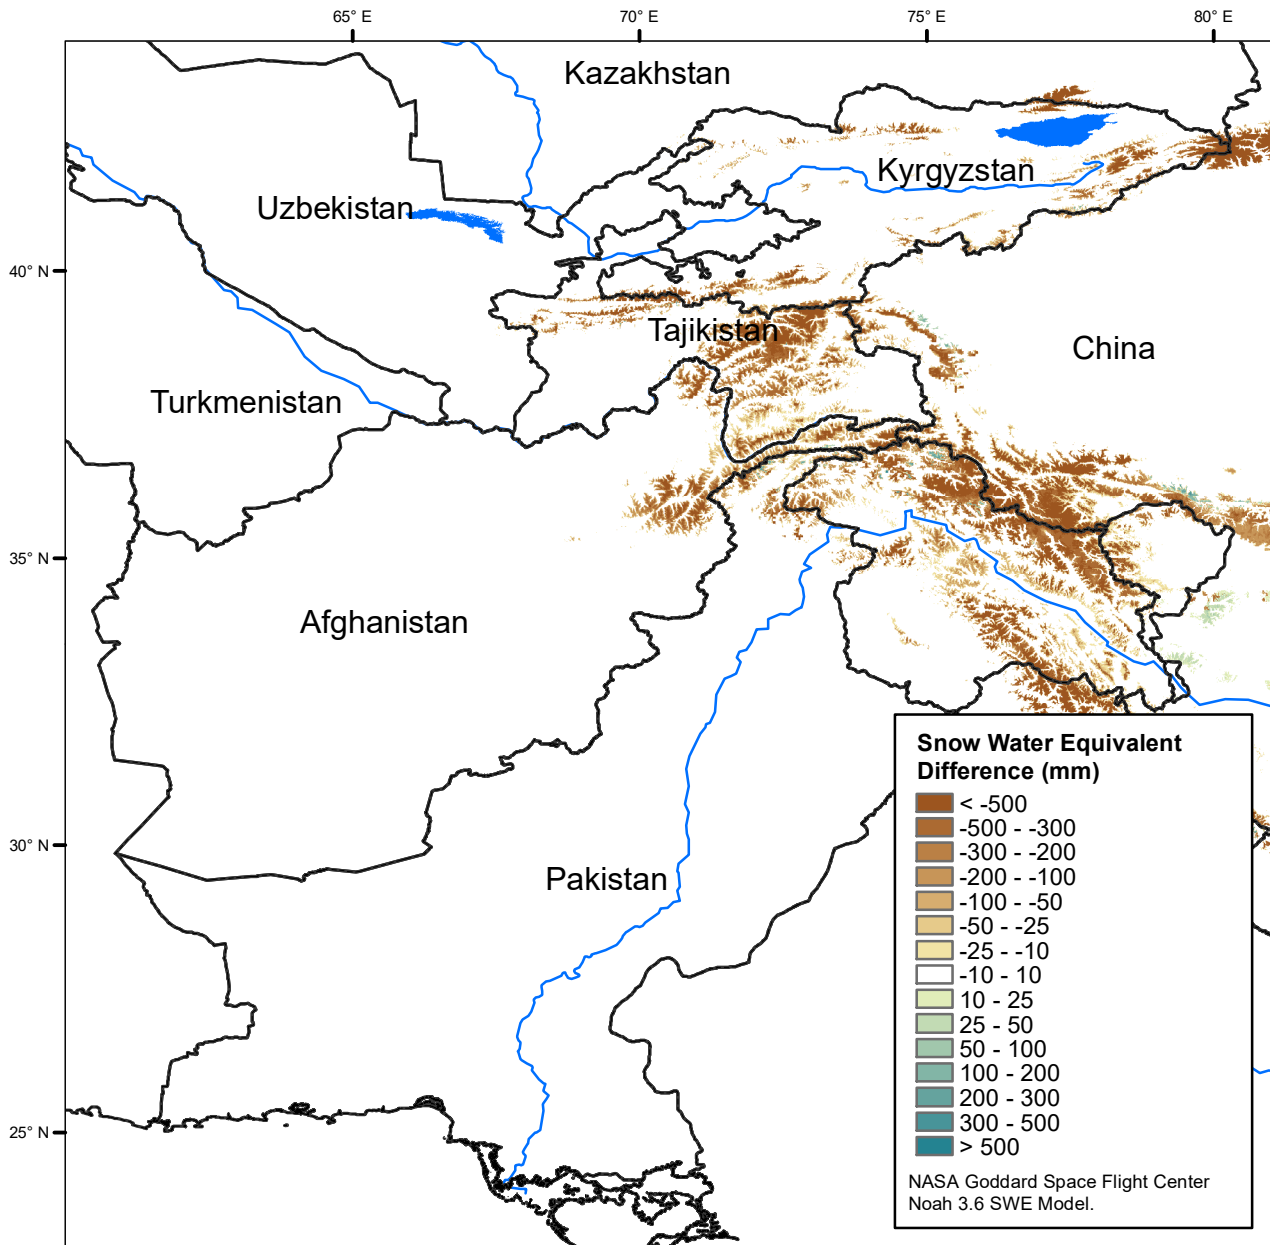 65° E
70° E
75° E
80° E
Kazakhstan
Kyrgyzstan
Uzbekistan
40° N
Tajikistan
China
Turkmenistan
35° N
Afghanistan
30° N
Pakistan
25° N
Snow Water Equivalent
Difference (mm)
< -500
-500 - -300
-300 - -200
-200 - -100
-100 - -50
-50 - -25
-25 - -10
-10 - 10
10 - 25
25 - 50
50 - 100
100 - 200
200 - 300
300 - 500
> 500
NASA Goddard Space Flight Center
Noah 3.6 SWE Model.